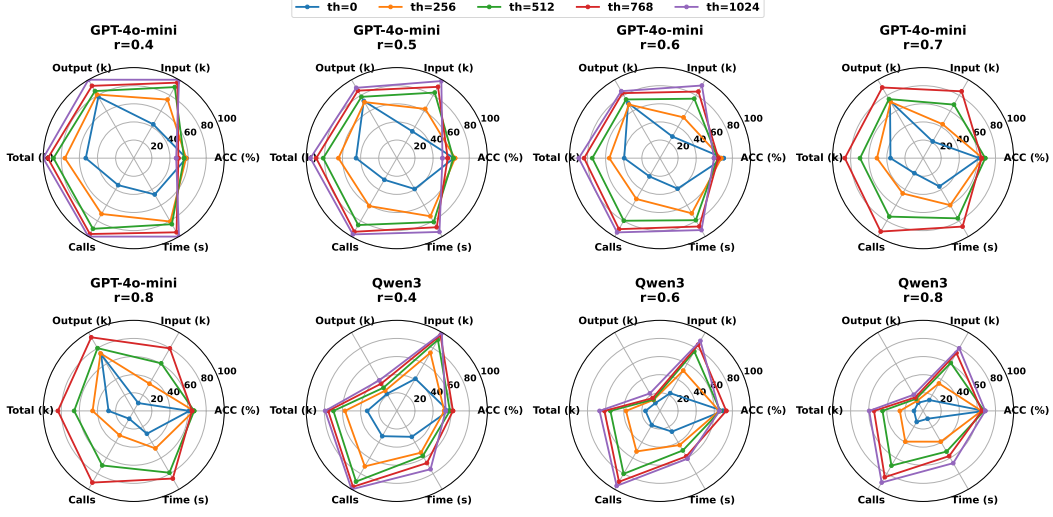 th=0 th=256 th=512 th=768 th=1024
GPT-4o-mini
r=0.4
Output (k) Input (k)
100
80
60
40
20
Total (k) ACC (%)
Calls Time (s)
GPT-4o-mini
r=0.5
Output (k) Input (k)
100
80
60
40
20
Total (k) ACC (%)
Calls Time (s)
GPT-4o-mini
r=0.6
Output (k) Input (k)
100
80
60
40
20
Total (k) ACC (%)
Calls Time (s)
GPT-4o-mini
r=0.7
Output (k) Input (k)
100
80
60
40
20
Total (k) ACC (%)
Calls Time (s)
GPT-4o-mini
r=0.8
Output (k) Input (k)
100
80
60
40
20
Total (k) ACC (%)
Calls Time (s)
Qwen3
r=0.4
Output (k) Input (k)
100
80
60
40
20
Total (k) ACC (%)
Calls Time (s)
Qwen3
r=0.6
Output (k) Input (k)
100
80
60
40
20
Total (k) ACC (%)
Calls Time (s)
Qwen3
r=0.8
Output (k) Input (k)
100
80
60
40
20
Total (k) ACC (%)
Calls Time (s)